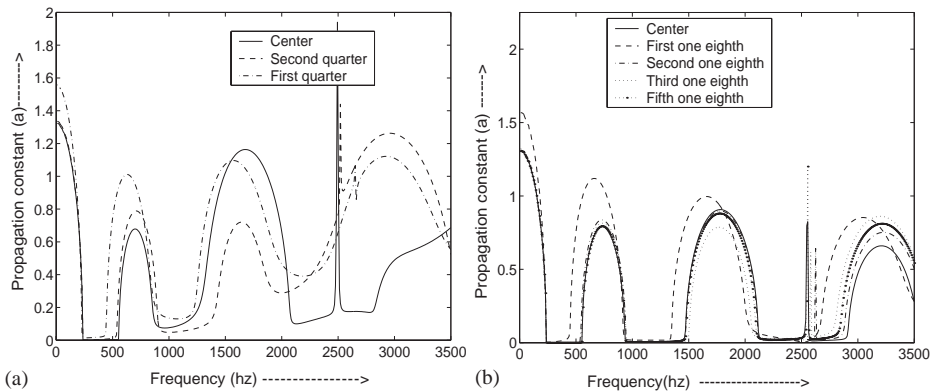 2
1.8
1.6
1.4
1.2
1
0.8
0.6
0.4
0.2
0
Propagation constant (a)------->
Center
Second quarter
First quarter
0 500 1000 1500 2000 2500 3000 3500
Frequency (hz) ------------------->
(a)
2
1.5
1
0.5
Propagation constant (a) ----->
Center
First one eighth
Second one eighth
Third one eighth
Fifth one eighth
0 500 1000 1500 2000 2500 3000 3500
Frequency(hz) ------------------->
(b)